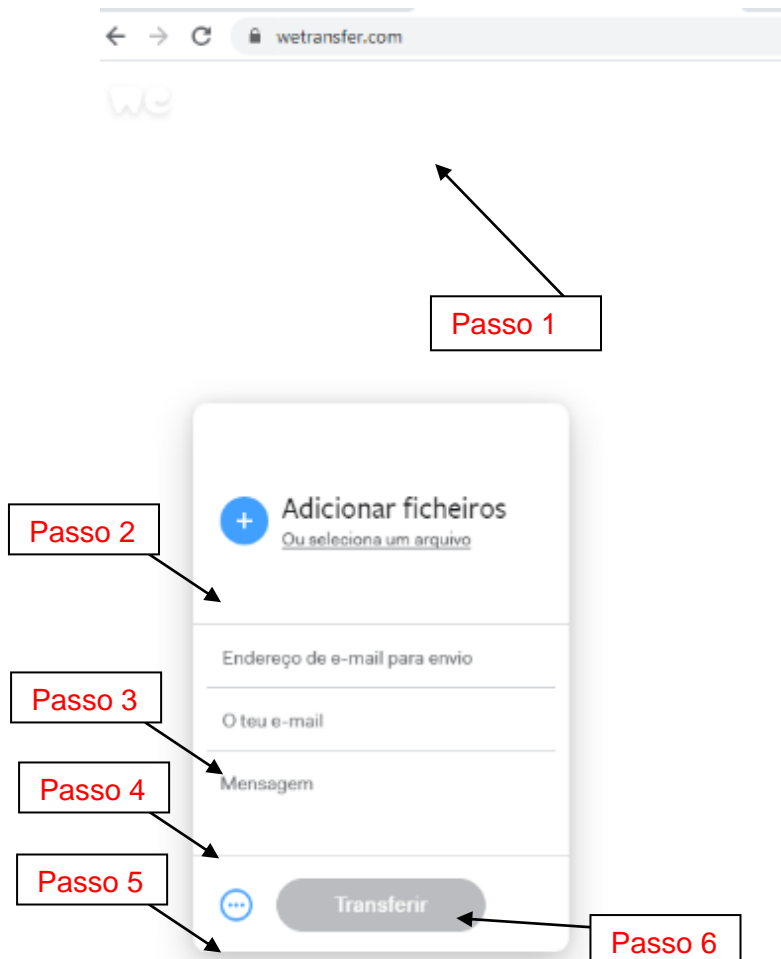 wetransfer.com
we
Passo 1
Adicionar ficheiros
Passo 2
Ou seleciona um arquivo
Endereço de e-mail para envio
Passo 3
O teu e-mail
Mensagem
Passo 4
Passo 5
Transferir
Passo 6